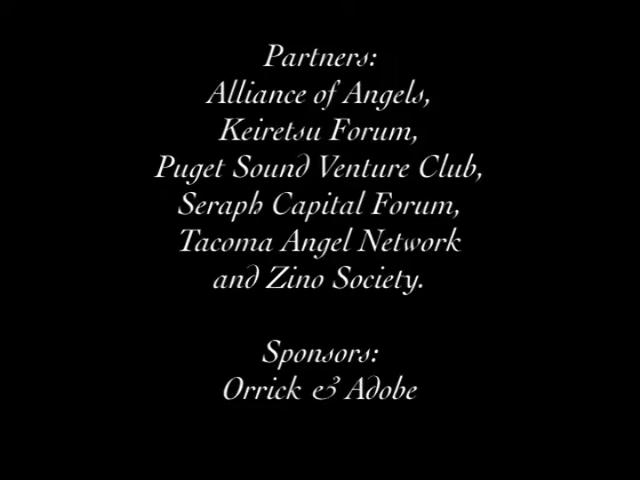 Partners:
Alliance of Angels,
Keiretsu Forum,
Puget Sound Venture Club,
Seraph Capital Forum,
Tacoma Angel Network
and Zino Society.
Sponsors:
Orrick & Adobe